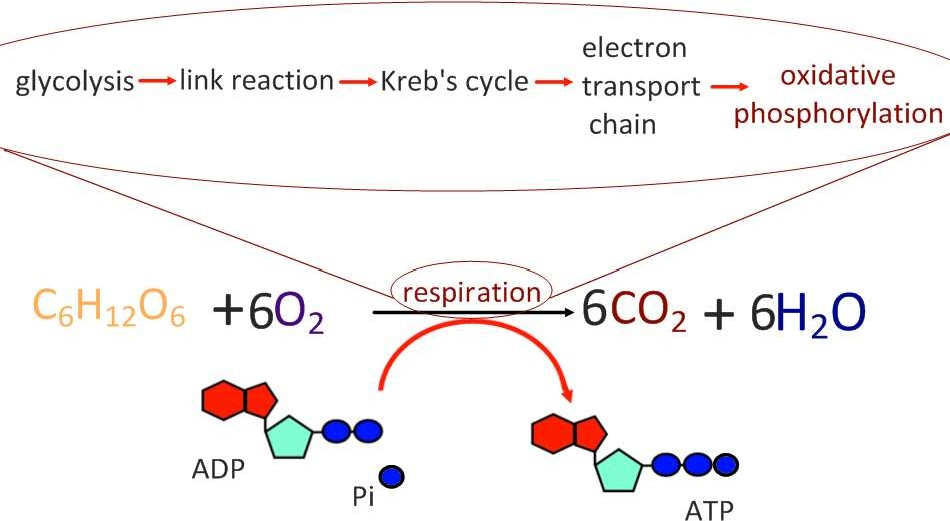 glycolysis link reaction Kreb's cycle
electron
transport
chain
oxidative
phosphorylation
respiration
C₆H₁₂O₆ +6O₂ 6CO₂ + 6H₂O
ADP
Pi
ATP